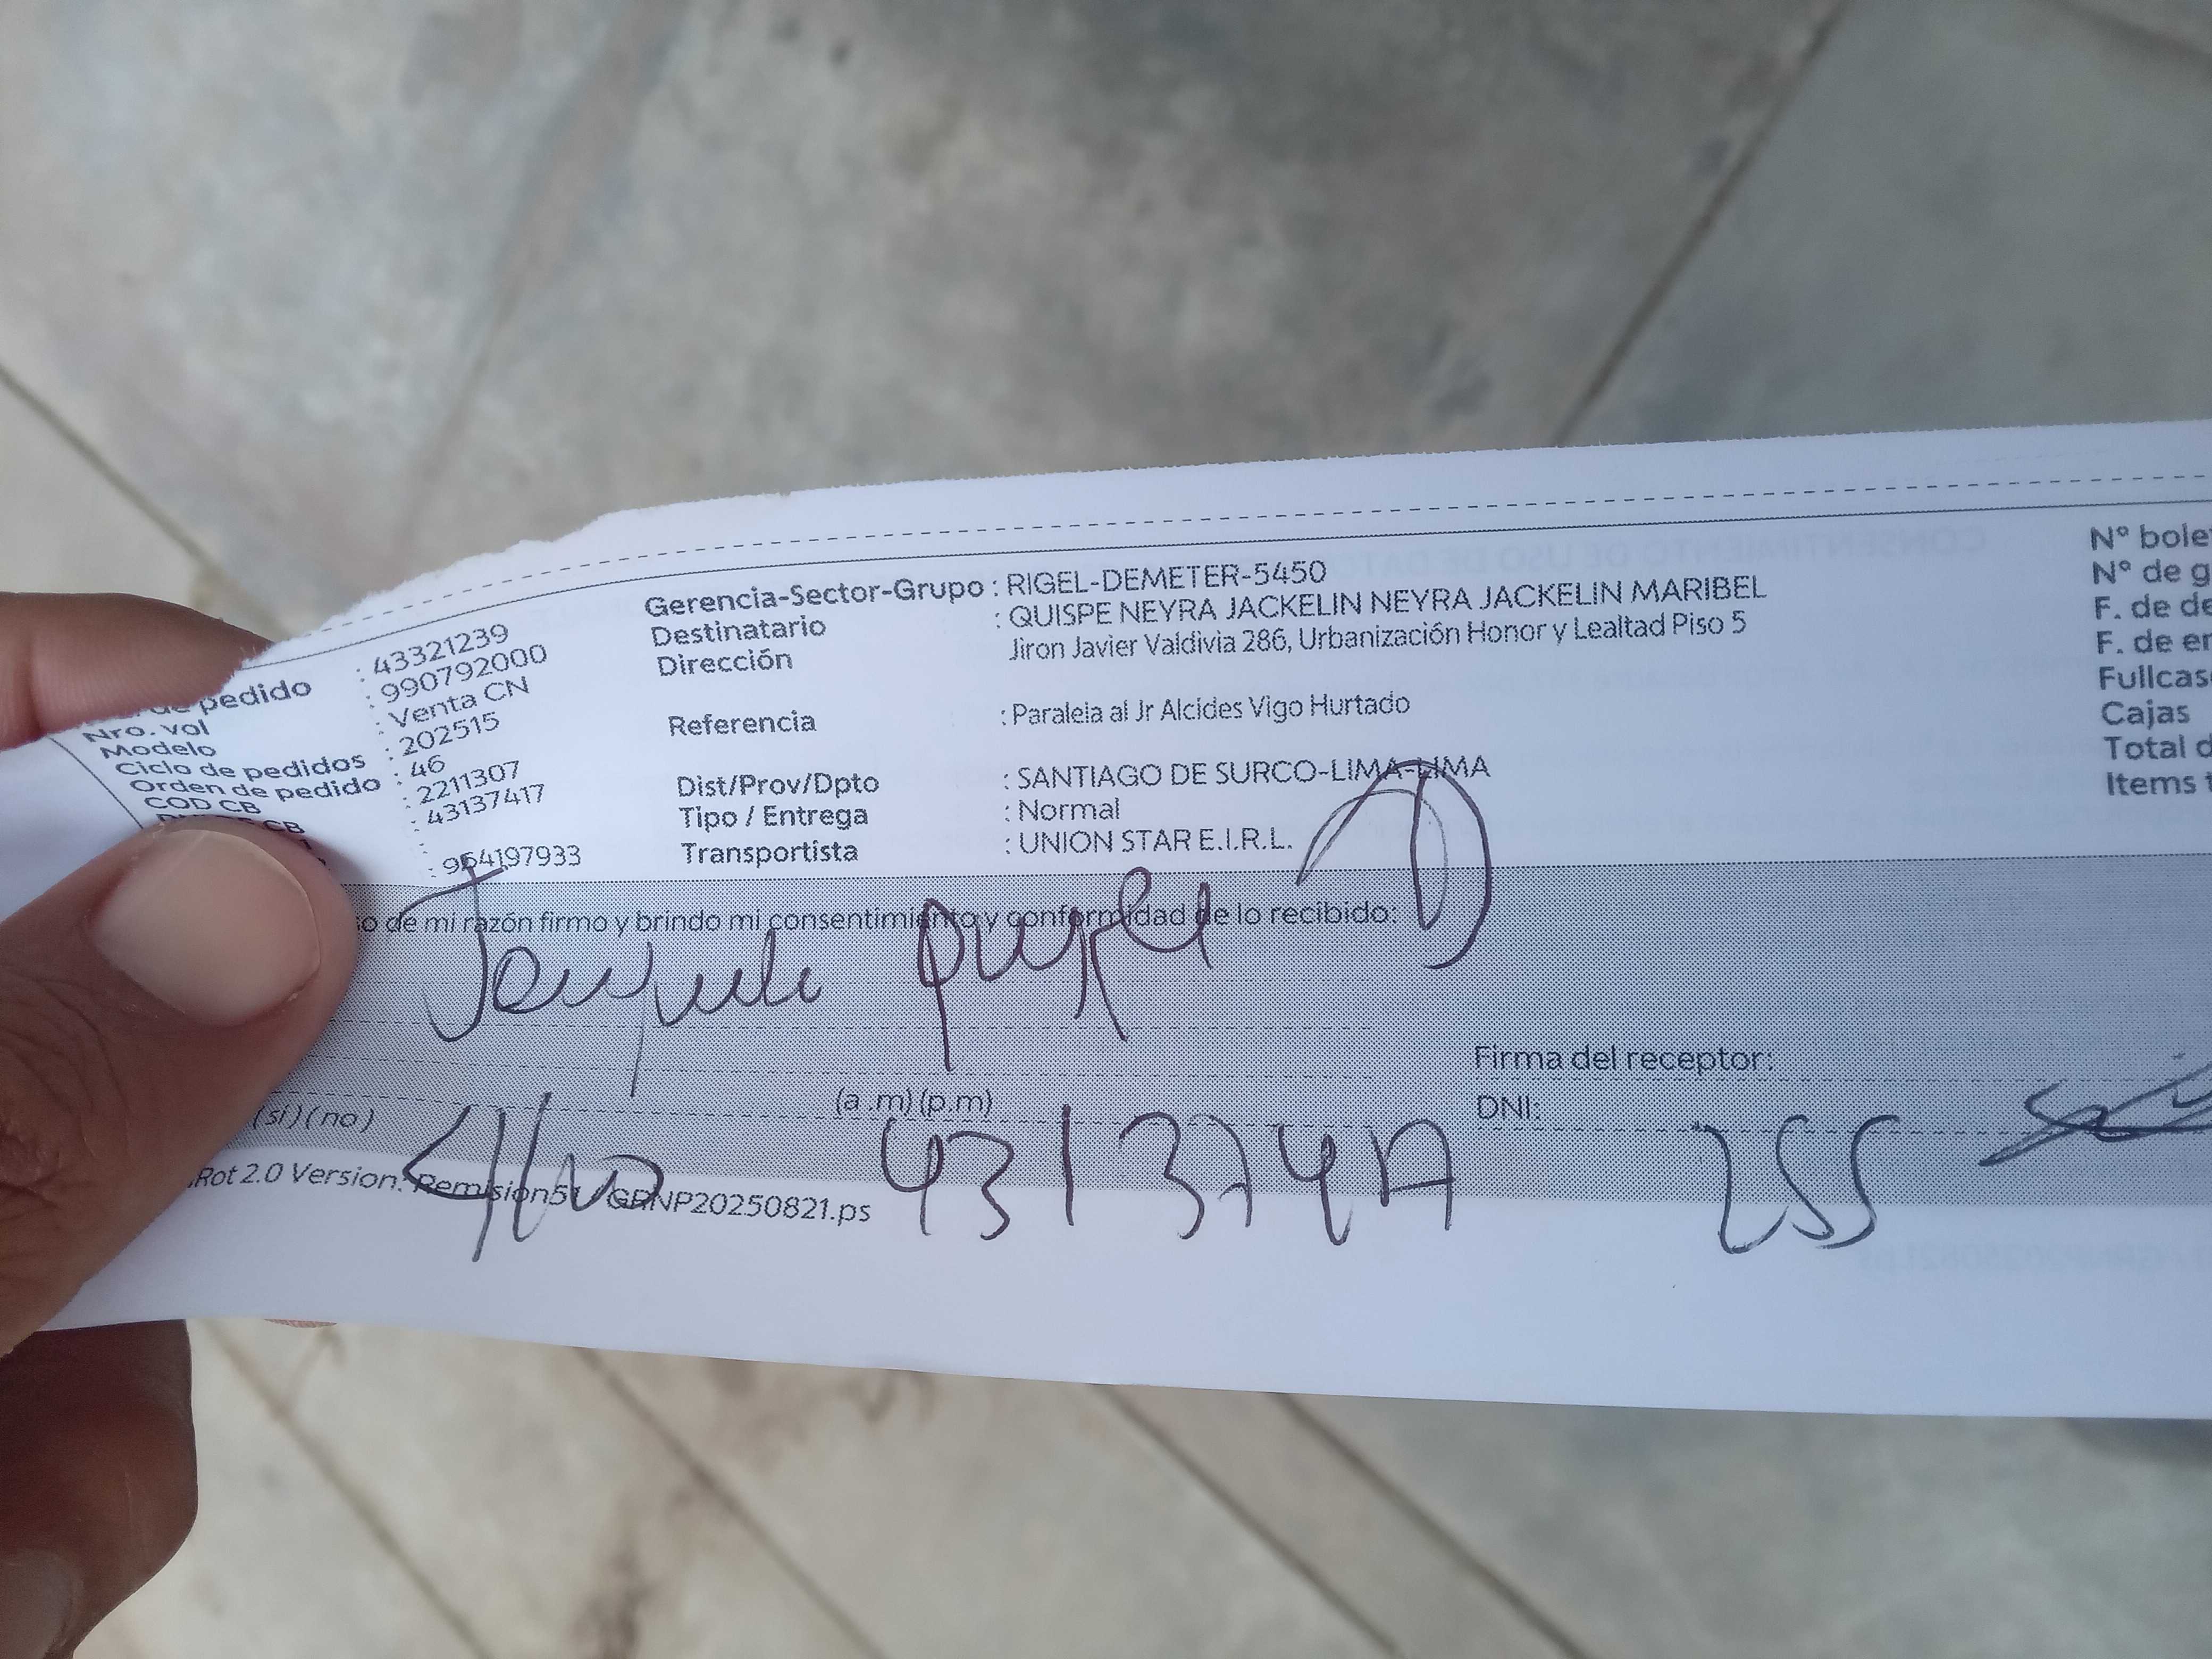 pedido : 43321239
Nro. vol : 990792000
Modelo : Venta CN
Ciclo de pedidos : 202515
Orden de pedido : 46
COD CB : 2211307
CB : 43137417
:
: 954197933
Gerencia-Sector-Grupo : RIGEL-DEMETER-5450
Destinatario : QUISPE NEYRA JACKELIN NEYRA JACKELIN MARIBEL
Dirección Jiron Javier Valdivia 286, Urbanización Honor y Lealtad Piso 5
Referencia : Paralela al Jr Alcides Vigo Hurtado
Dist/Prov/Dpto : SANTIAGO DE SURCO-LIMA-LIMA
Tipo / Entrega : Normal
Transportista : UNION STAR E.I.R.L.
N° bole
N° de g
F. de de
F. de en
Fullcas
Cajas
Total d
Items t
de mi razón firmo y brindo mi consentimiento y conformidad de lo recibido:
Firma del receptor:
(si) (no) (a .m) (p.m) DNI:
43137417 255
Rot 2.0 Version: GRNP20250821.ps